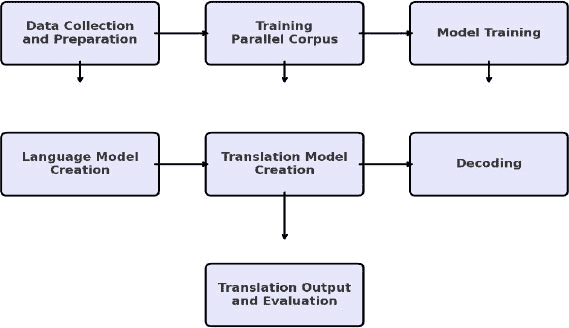 Data Collection
and Preparation
Training
Parallel Corpus
Model Training
Language Model
Creation
Translation Model
Creation
Decoding
Translation Output
and Evaluation